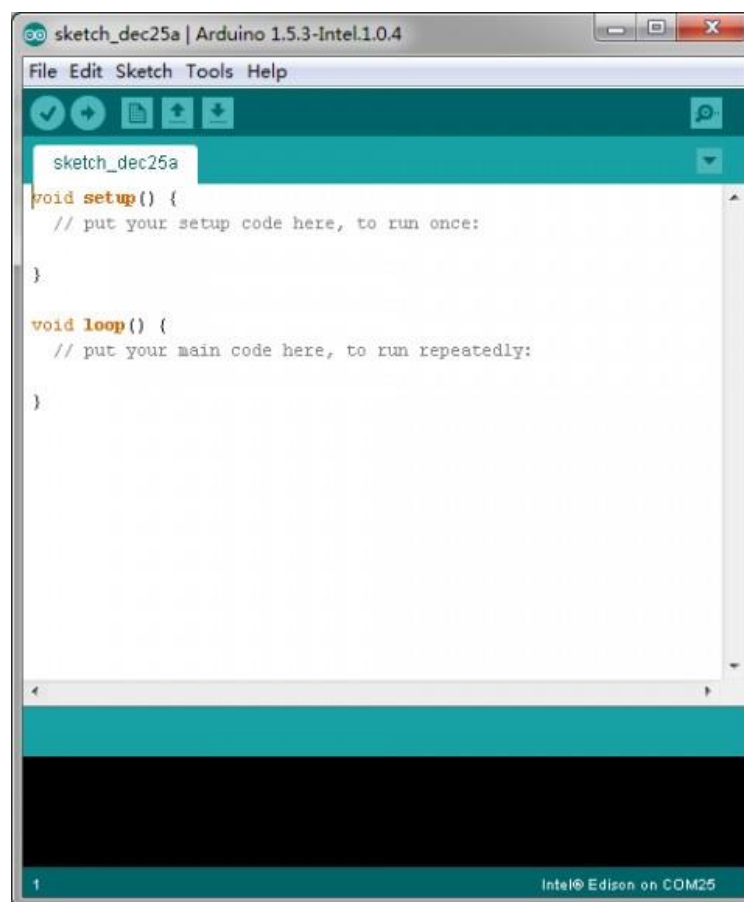 sketch_dec25a | Arduino 1.5.3-Intel.1.0.4
File Edit Sketch Tools Help
sketch_dec25a
void setup() {
  // put your setup code here, to run once:
}
void loop() {
  // put your main code here, to run repeatedly:
}
1
Intel® Edison on COM25